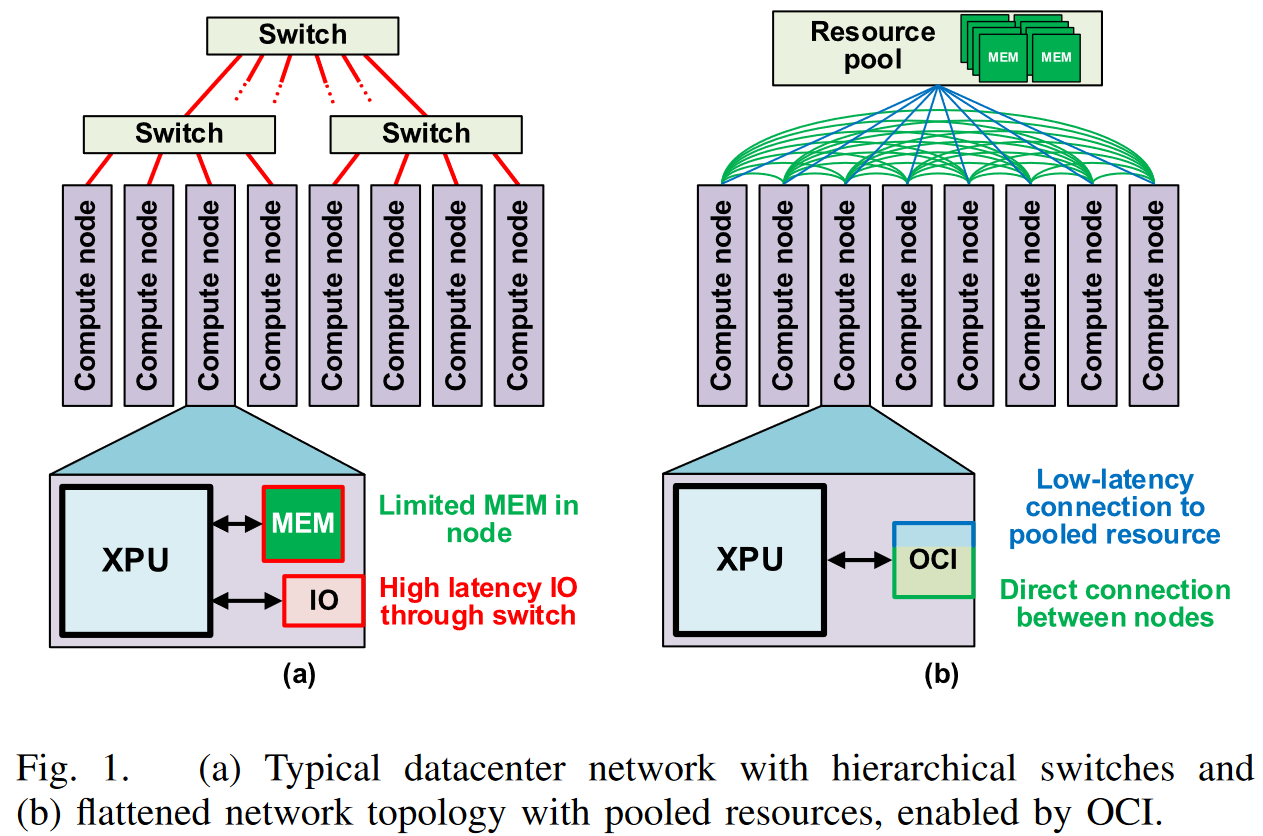 Switch
Switch
Switch
Compute node
Compute node
Compute node
Compute node
Compute node
Compute node
Compute node
Compute node
XPU
MEM
IO
Limited MEM in
node
High latency IO
through switch
(a)
Resource
pool
MEM
MEM
Compute node
Compute node
Compute node
Compute node
Compute node
Compute node
Compute node
Compute node
XPU
OCI
Low-latency
connection to
pooled resource
Direct connection
between nodes
(b)
Fig. 1. (a) Typical datacenter network with hierarchical switches and
(b) flattened network topology with pooled resources, enabled by OCI.